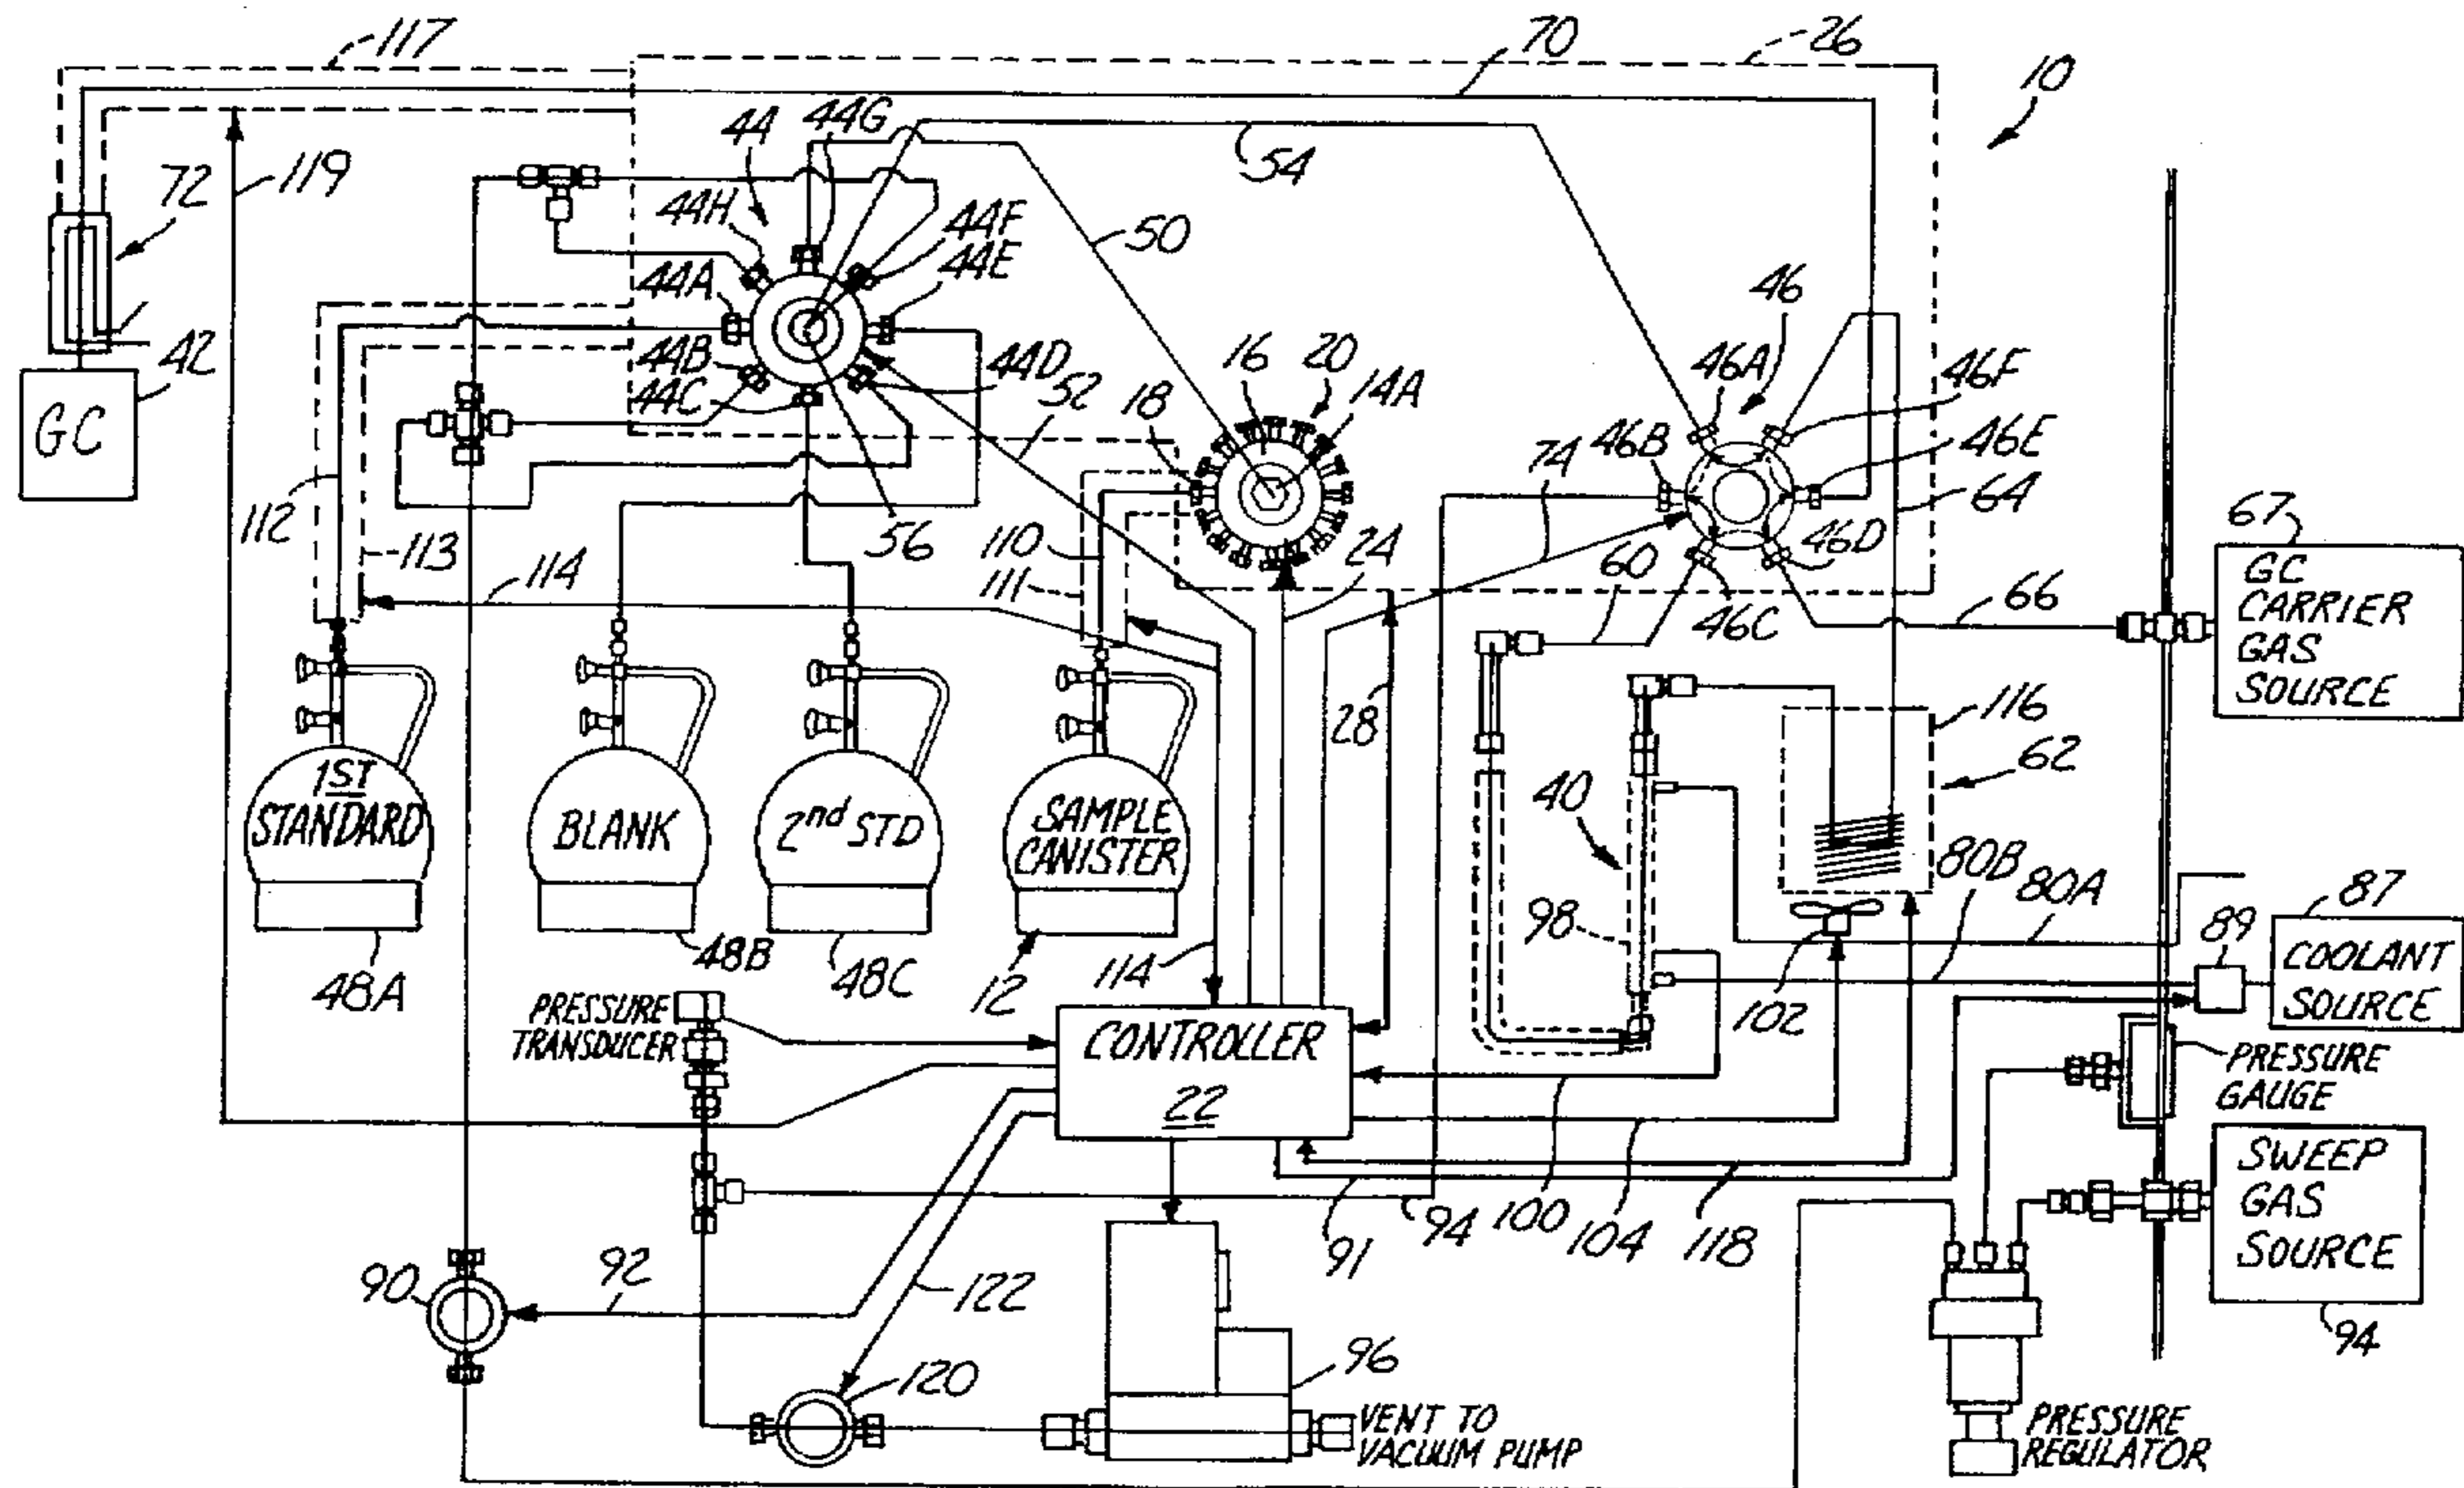 117
70
26
10
44
44G
54
119
72
44H
44F
44E
50
44A
46
42
GC
44B
44C
44D
52
18
16
20
14A
46A
46F
46B
46E
74
64
46D
67
GC
CARRIER
GAS
SOURCE
112
113
114
56
110
111
24
60
46C
66
28
116
62
1ST
STANDARD
BLANK
2nd STD
SAMPLE
CANISTER
40
98
80B
80A
87
89
COOLANT
SOURCE
48A
48B
48C
12
114
102
PRESSURE
TRANSDUCER
CONTROLLER
22
PRESSURE
GAUGE
SWEEP
GAS
SOURCE
94
100
104
118
91
94
90
92
122
120
96
VENT TO
VACUUM PUMP
PRESSURE
REGULATOR